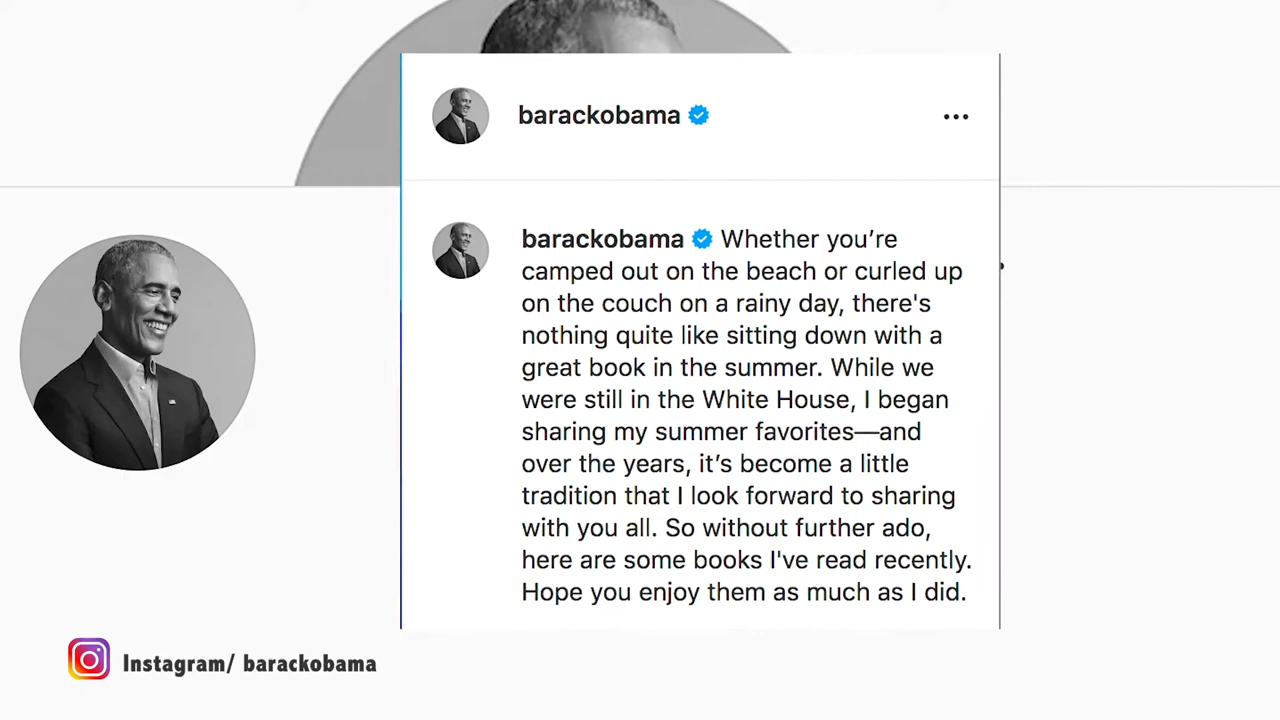 barackobama
...
barackobama Whether you’re
camped out on the beach or curled up
on the couch on a rainy day, there's
nothing quite like sitting down with a
great book in the summer. While we
were still in the White House, I began
sharing my summer favorites—and
over the years, it’s become a little
tradition that I look forward to sharing
with you all. So without further ado,
here are some books I've read recently.
Hope you enjoy them as much as I did.
Instagram/ barackobama